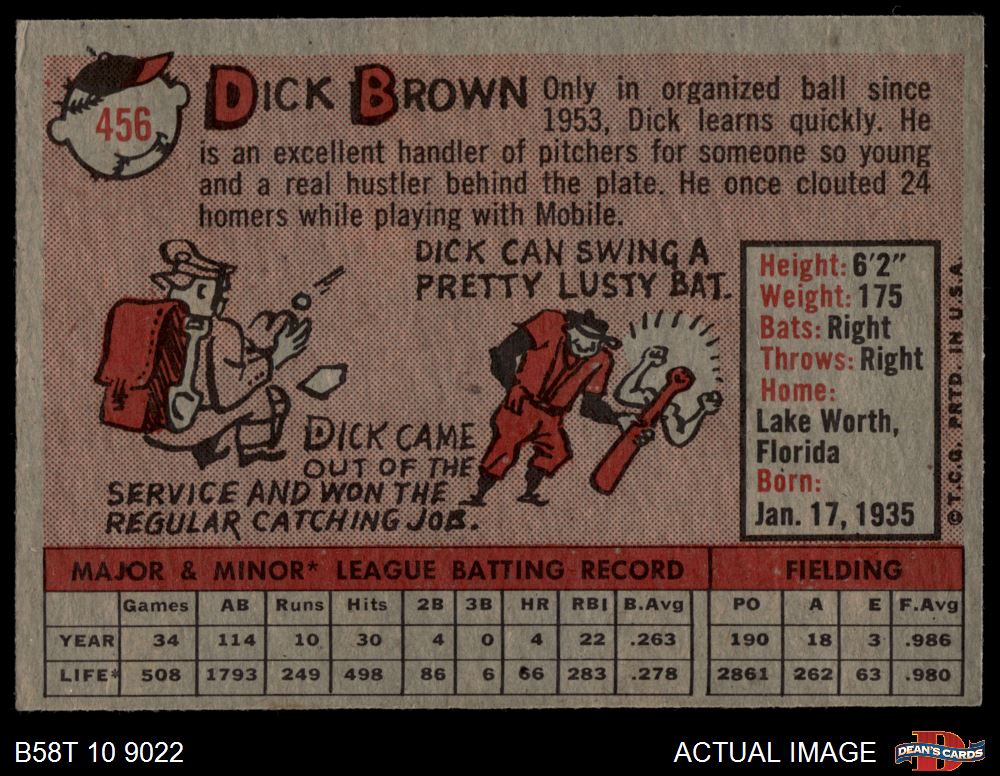 456
DICK BROWN
Only in organized ball since
1953, Dick learns quickly. He
is an excellent handler of pitchers for someone so young
and a real hustler behind the plate. He once clouted 24
homers while playing with Mobile.
DICK CAN SWING A
PRETTY LUSTY BAT.
DICK CAME
OUT OF THE
SERVICE AND WON THE
REGULAR CATCHING JOB.
Height: 6'2"
Weight: 175
Bats: Right
Throws: Right
Home:
Lake Worth,
Florida
Born:
Jan. 17, 1935
© T.C.G. PRTD. IN U.S.A.
MAJOR & MINOR* LEAGUE BATTING RECORD FIELDING
Games AB Runs Hits 2B 3B HR RBI B.Avg PO A E F.Avg
YEAR 34 114 10 30 4 0 4 22 .263 190 18 3 .986
LIFE* 508 1793 249 498 86 6 66 283 .278 2861 262 63 .980
B58T 10 9022
ACTUAL IMAGE
DEAN'S CARDS